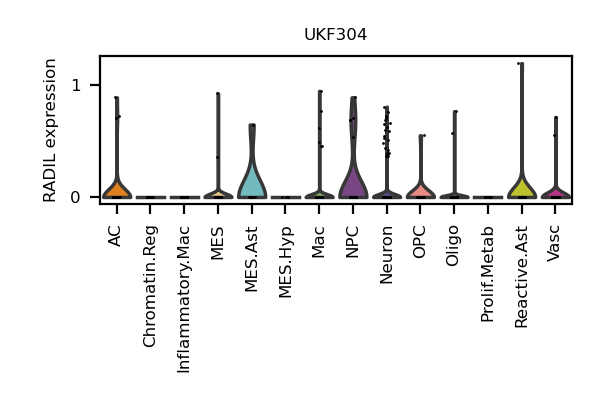 UKF304
RADIL expression
1
0
AC
Chromatin.Reg
Inflammatory.Mac
MES
MES.Ast
MES.Hyp
Mac
NPC
Neuron
OPC
Oligo
Prolif.Metab
Reactive.Ast
Vasc